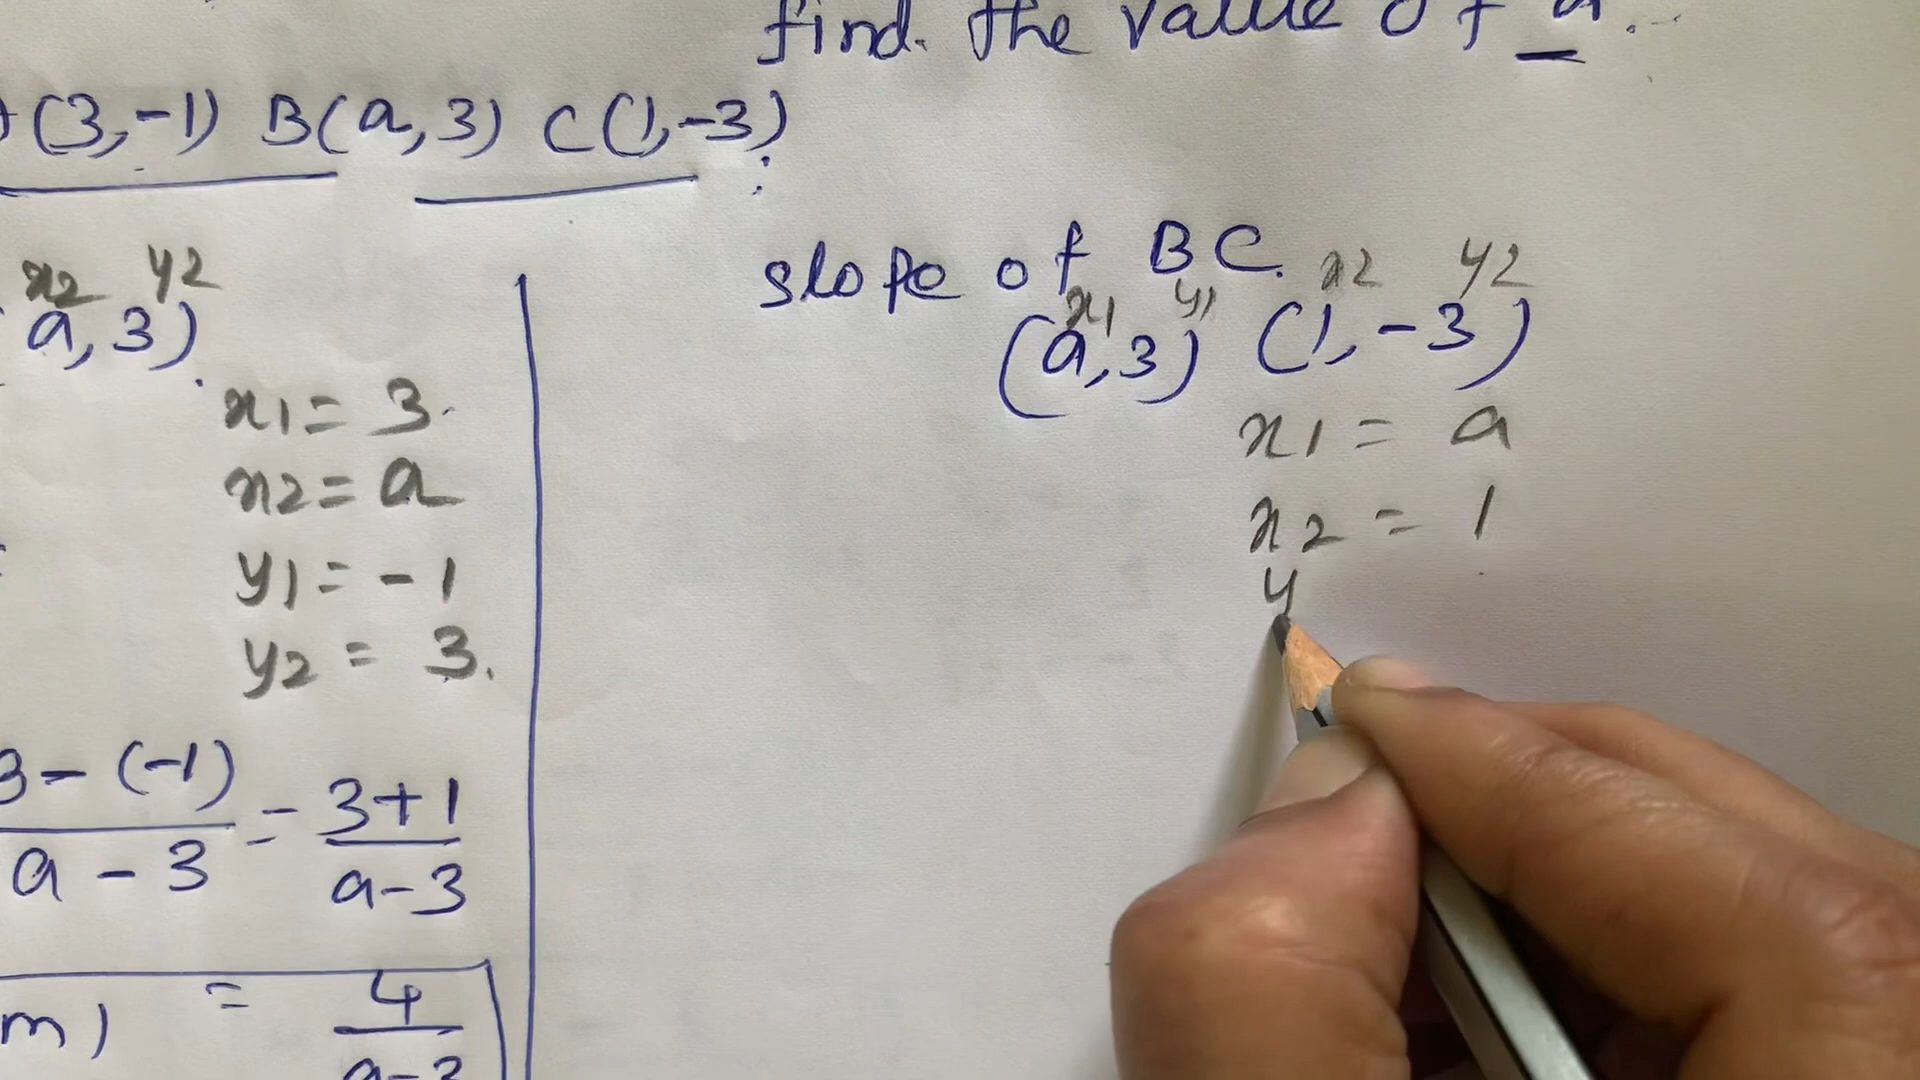 find the value of a.
(3,-1) B(a,3) C(1,-3)
x2 y2
a,3).
x1 = 3.
x2 = a
y1 = -1
y2 = 3.
3-(-1) / a-3 = 3+1 / a-3
m) = 4 / a-3
slope of BC.
x1 y1 x2 y2
(a,3) (1,-3)
x1 = a
x2 = 1
y